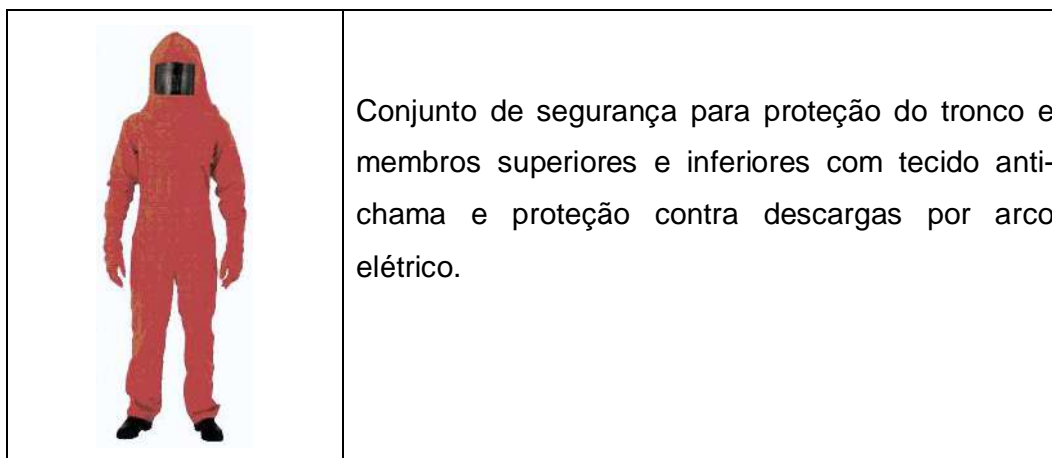 Conjunto de segurança para proteção do tronco e
membros superiores e inferiores com tecido anti-
chama e proteção contra descargas por arco
elétrico.